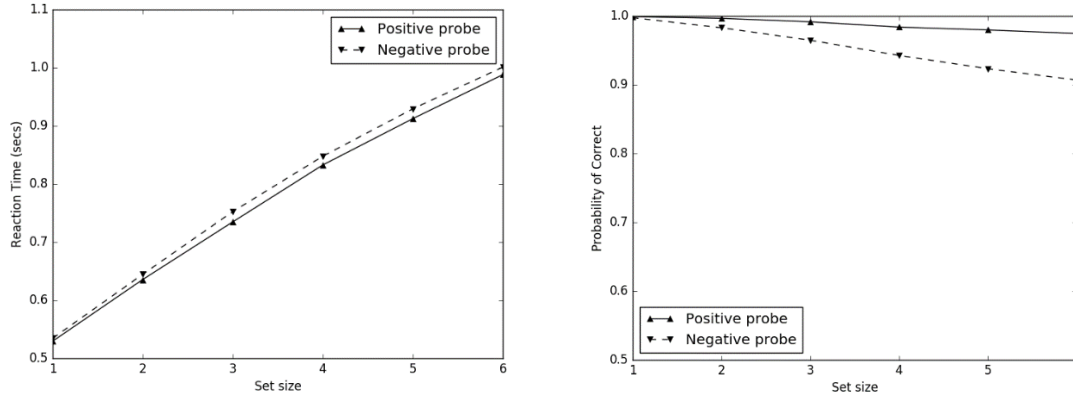 1.1
1.0
0.9
0.8
0.7
0.6
0.5
Reaction Time (secs)
Positive probe
Negative probe
1 2 3 4 5 6
Set size
1.0
0.9
0.8
0.7
0.6
0.5
Probability of Correct
Positive probe
Negative probe
1 2 3 4 5
Set size